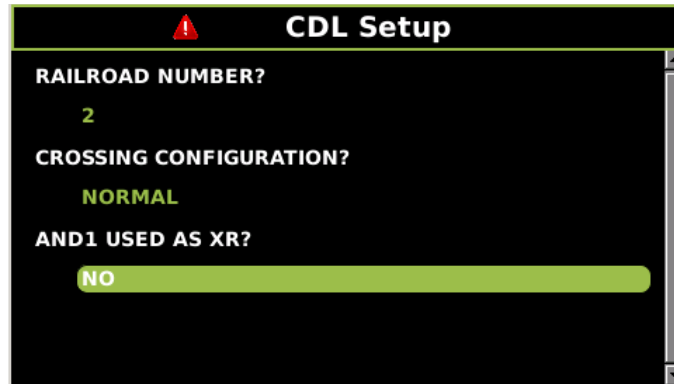 CDL Setup
RAILROAD NUMBER?
2
CROSSING CONFIGURATION?
NORMAL
AND1 USED AS XR?
NO